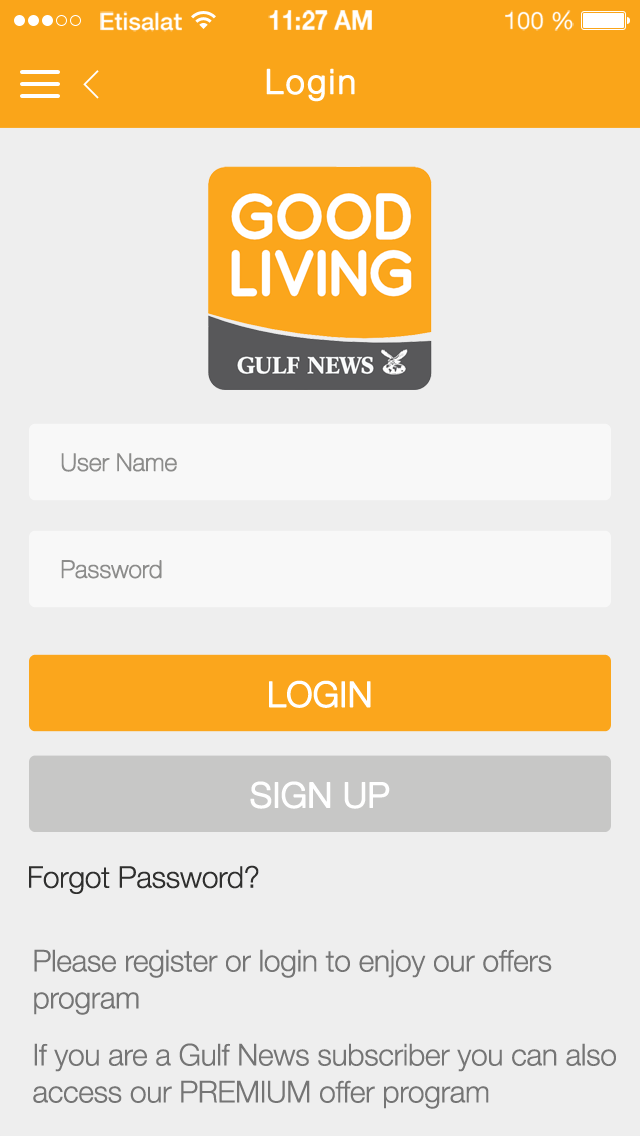 Etisalat 11:27 AM 100 %
Login
GOOD
LIVING
GULF NEWS
User Name
Password
LOGIN
SIGN UP
Forgot Password?
Please register or login to enjoy our offers
program
If you are a Gulf News subscriber you can also
access our PREMIUM offer program